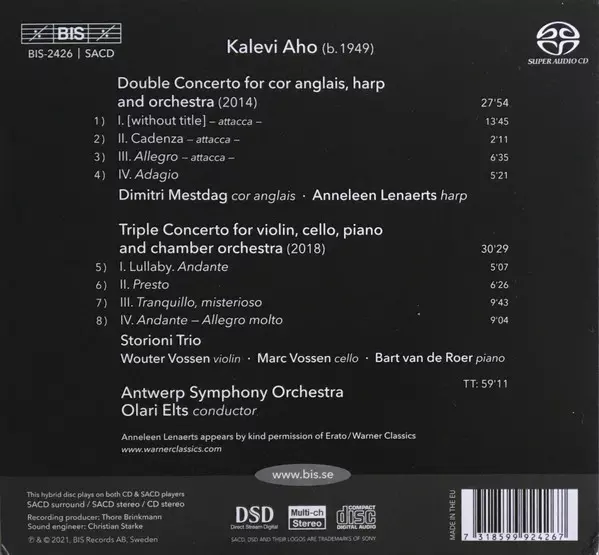 BIS
BIS-2426 | SACD
Kalevi Aho (b. 1949)
SUPER AUDIO CD
Double Concerto for cor anglais, harp
and orchestra (2014) 27'54
1) I. [without title] – attacca – 13'45
2) II. Cadenza – attacca – 2'11
3) III. Allegro – attacca – 6'35
4) IV. Adagio 5'21
Dimitri Mestdag cor anglais · Anneleen Lenaerts harp
Triple Concerto for violin, cello, piano
and chamber orchestra (2018) 30'29
5) I. Lullaby. Andante 5'07
6) II. Presto 6'26
7) III. Tranquillo, misterioso 9'43
8) IV. Andante – Allegro molto 9'04
Storioni Trio
Wouter Vossen violin · Marc Vossen cello · Bart van de Roer piano
TT: 59'11
Antwerp Symphony Orchestra
Olari Elts conductor
Anneleen Lenaerts appears by kind permission of Erato/Warner Classics
www.warnerclassics.com
www.bis.se
This hybrid disc plays on both CD & SACD players
SACD surround / SACD stereo / CD stereo
Recording producer: Thore Brinkmann
Sound engineer: Christian Starke
℗ & © 2021, BIS Records AB, Sweden
DSD
Direct Stream Digital
Multi-ch
Stereo
COMPACT
disc
DIGITAL AUDIO
SACD, DSD AND THEIR LOGOS ARE TRADEMARKS OF SONY
MADE IN THE EU
7 318599 924267